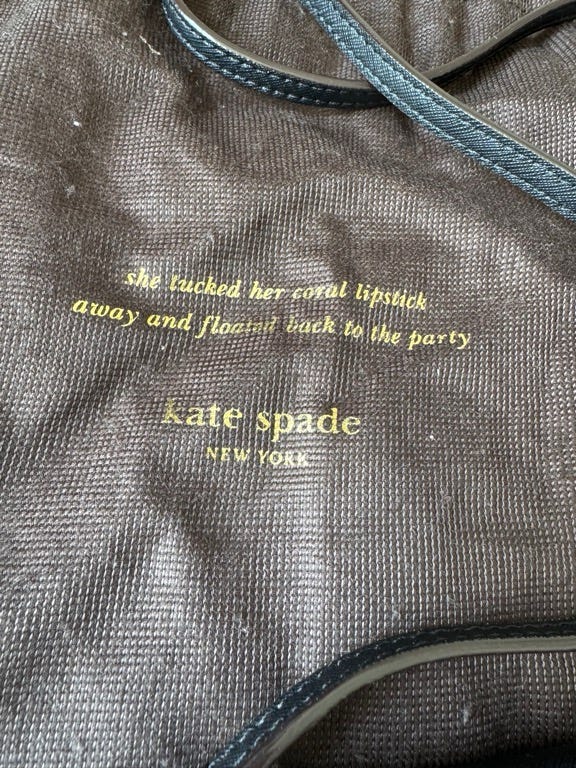 she tucked her coral lipstick
away and floated back to the party
kate spade
NEW YORK